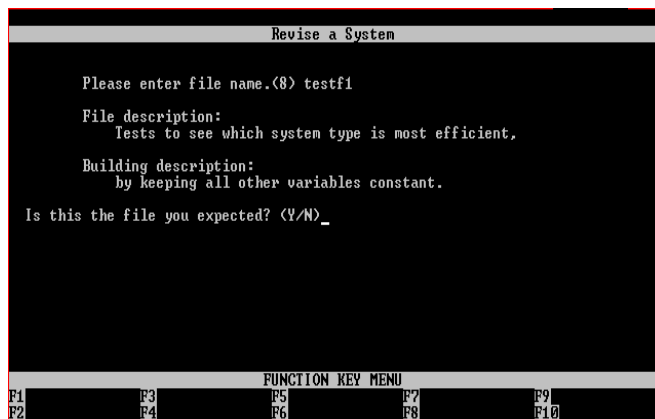 Revise a System
Please enter file name.(8) testf1
File description:
Tests to see which system type is most efficient,
Building description:
by keeping all other variables constant.
Is this the file you expected? (Y/N)_
FUNCTION KEY MENU
F1 F3 F5 F7 F9
F2 F4 F6 F8 F10